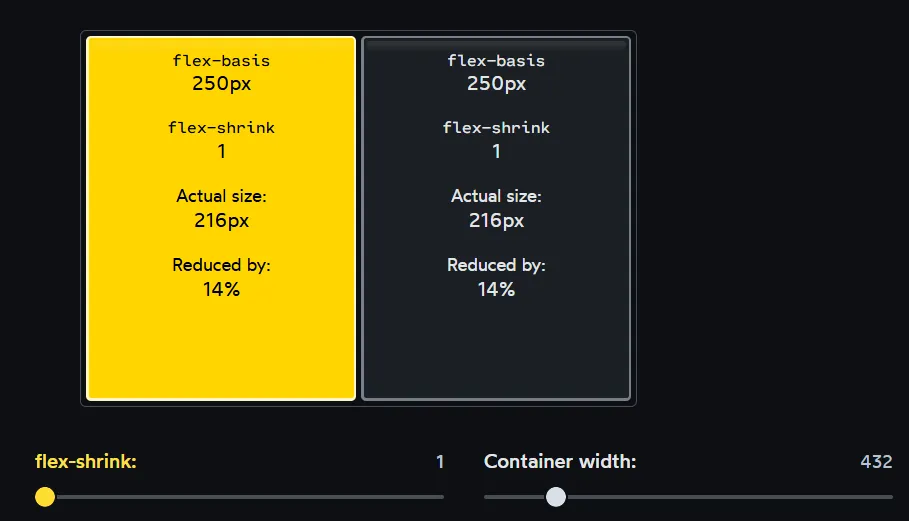 flex-basis
250px
flex-shrink
1
Actual size:
216px
Reduced by:
14%
flex-basis
250px
flex-shrink
1
Actual size:
216px
Reduced by:
14%
flex-shrink: 1
Container width: 432